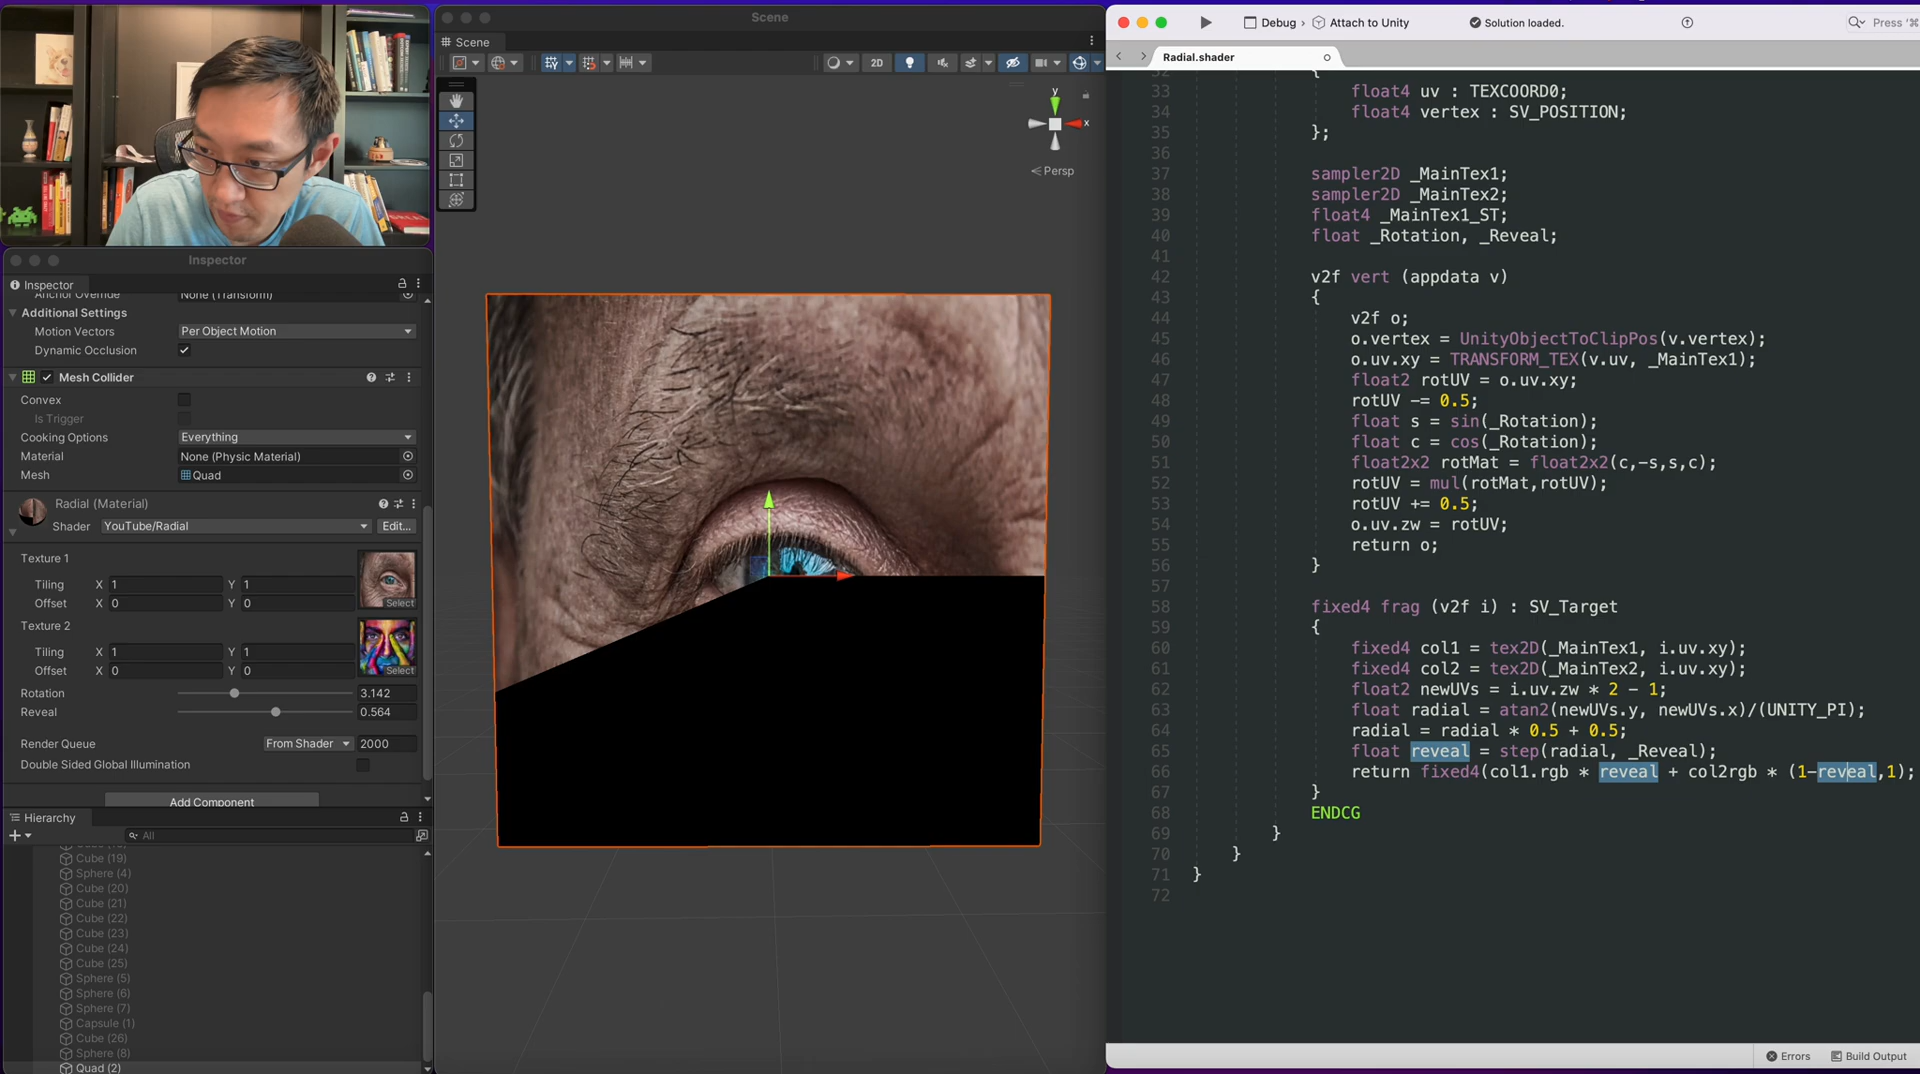 Inspector
Inspector
Anchor Override None (Transform)
Additional Settings
Motion Vectors Per Object Motion
Dynamic Occlusion
Mesh Collider
Convex
Is Trigger
Cooking Options Everything
Material None (Physic Material)
Mesh Quad
Radial (Material)
Shader YouTube/Radial Edit...
Texture 1
Tiling X 1 Y 1
Offset X 0 Y 0
Select
Texture 2
Tiling X 1 Y 1
Offset X 0 Y 0
Select
Rotation 3.142
Reveal 0.564
Render Queue From Shader 2000
Double Sided Global Illumination
Add Component
Hierarchy
All
Cube (19)
Sphere (4)
Cube (20)
Cube (21)
Cube (22)
Cube (23)
Cube (24)
Cube (25)
Sphere (5)
Sphere (6)
Sphere (7)
Capsule (1)
Cube (26)
Sphere (8)
Quad (2)
Scene
Scene
2D
y
x
Persp
Debug › Attach to Unity
Solution loaded.
Press '⌘
Radial.shader
32 {
33 float4 uv : TEXCOORD0;
34 float4 vertex : SV_POSITION;
35 };
36
37 sampler2D _MainTex1;
38 sampler2D _MainTex2;
39 float4 _MainTex1_ST;
40 float _Rotation, _Reveal;
41
42 v2f vert (appdata v)
43 {
44 v2f o;
45 o.vertex = UnityObjectToClipPos(v.vertex);
46 o.uv.xy = TRANSFORM_TEX(v.uv, _MainTex1);
47 float2 rotUV = o.uv.xy;
48 rotUV -= 0.5;
49 float s = sin(_Rotation);
50 float c = cos(_Rotation);
51 float2x2 rotMat = float2x2(c,-s,s,c);
52 rotUV = mul(rotMat,rotUV);
53 rotUV += 0.5;
54 o.uv.zw = rotUV;
55 return o;
56 }
57
58 fixed4 frag (v2f i) : SV_Target
59 {
60 fixed4 col1 = tex2D(_MainTex1, i.uv.xy);
61 fixed4 col2 = tex2D(_MainTex2, i.uv.xy);
62 float2 newUVs = i.uv.zw * 2 - 1;
63 float radial = atan2(newUVs.y, newUVs.x)/(UNITY_PI);
64 radial = radial * 0.5 + 0.5;
65 float reveal = step(radial, _Reveal);
66 return fixed4(col1.rgb * reveal + col2rgb * (1-reveal,1);
67 }
68 ENDCG
69 }
70 }
71 }
72
Errors Build Output